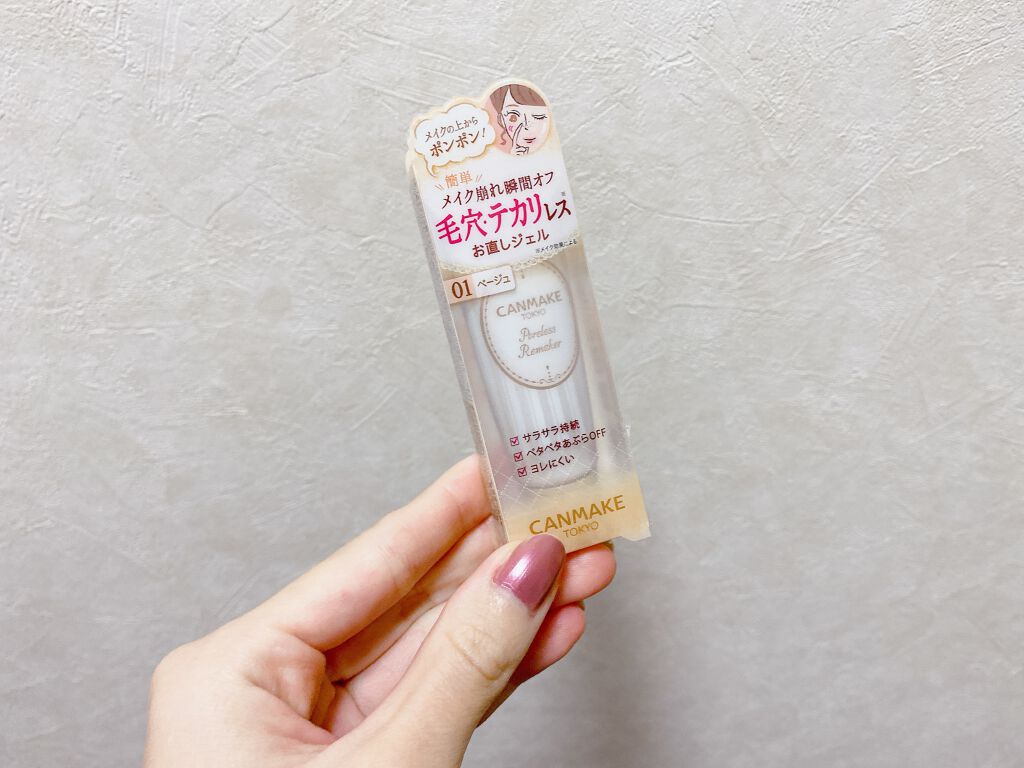 メイクの上から
ポンポン!
簡単
メイク崩れ瞬間オフ
毛穴・テカリレス※
お直しジェル
※メイク効果による
01 ベージュ
CANMAKE
TOKYO
Poreless
Remaker
サラサラ持続
ベタベタあぶらOFF
ヨレにくい
CANMAKE
TOKYO